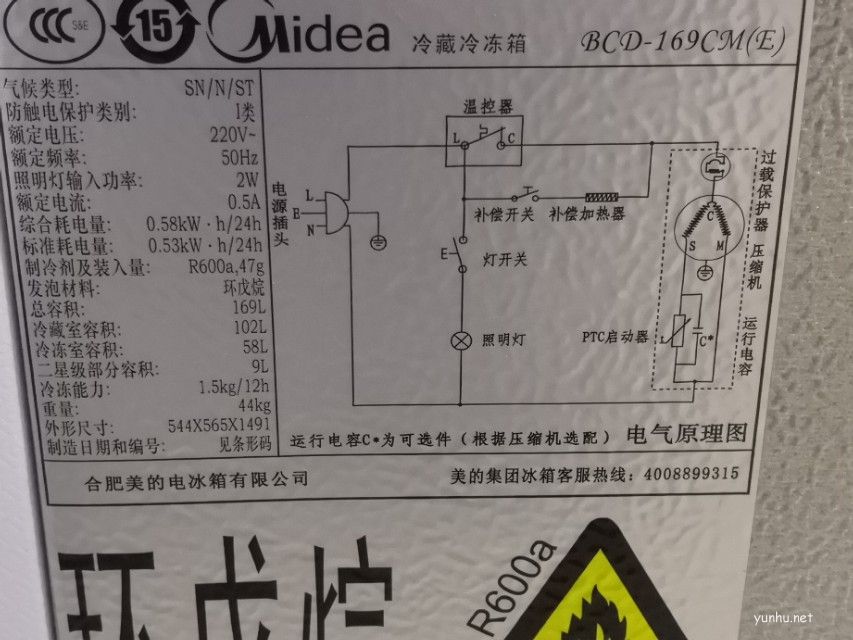 CCC S&E
15
Midea 冷藏冷冻箱 BCD-169CM(E)
气候类型: SN/N/ST
防触电保护类别: I类
额定电压: 220V~
额定频率: 50Hz
照明灯输入功率: 2W
额定电流: 0.5A
综合耗电量: 0.58kW·h/24h
标准耗电量: 0.53kW·h/24h
制冷剂及装入量: R600a,47g
发泡材料: 环戊烷
总容积: 169L
冷藏室容积: 102L
冷冻室容积: 58L
二星级部分容积: 9L
冷冻能力: 1.5kg/12h
重量: 44kg
外形尺寸: 544X565X1491
制造日期和编号: 见条形码
温控器
L C
电源插头
L
E
N
补偿开关 补偿加热器
E 灯开关
照明灯
过载保护器
C
S M
压缩机
PTC启动器
C*
运行电容
运行电容C*为可选件（根据压缩机选配） 电气原理图
合肥美的电冰箱有限公司 美的集团冰箱客服热线: 4008899315
环戊烷
R600a
yunhu.net